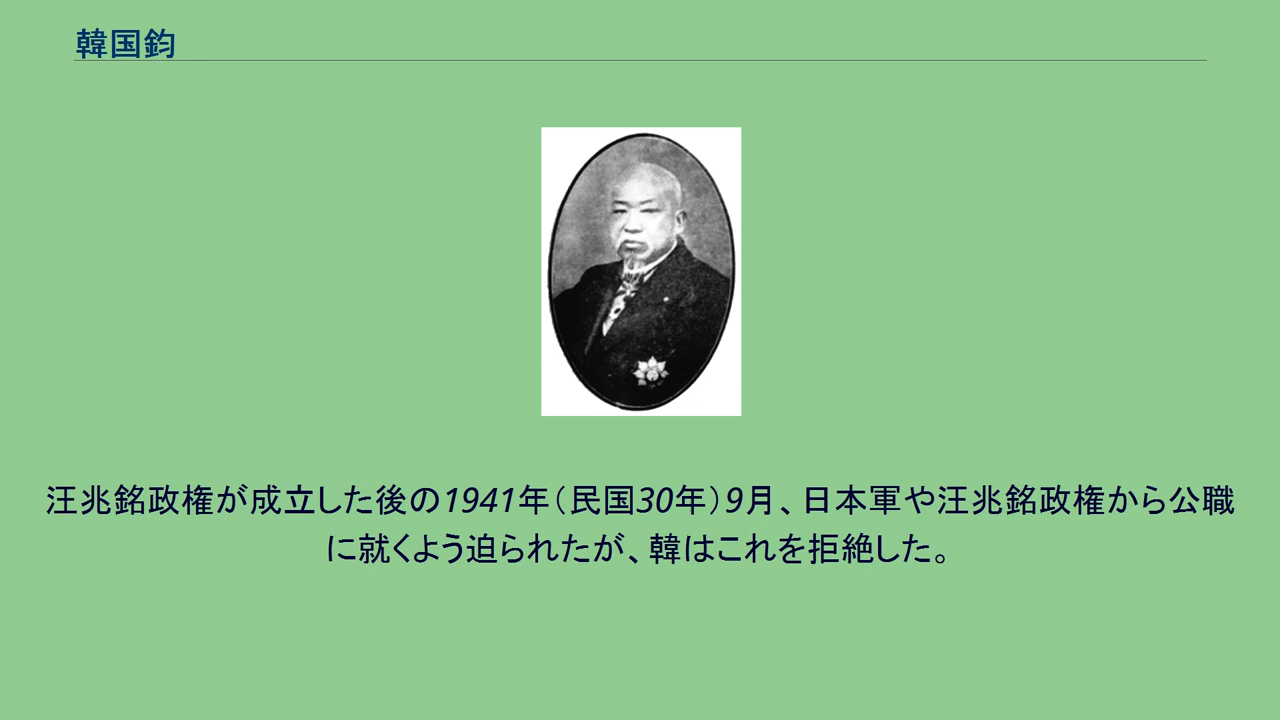 韓国鈞
汪兆銘政権が成立した後の1941年（民国30年）9月、日本軍や汪兆銘政権から公職
に就くよう迫られたが、韓はこれを拒絶した。